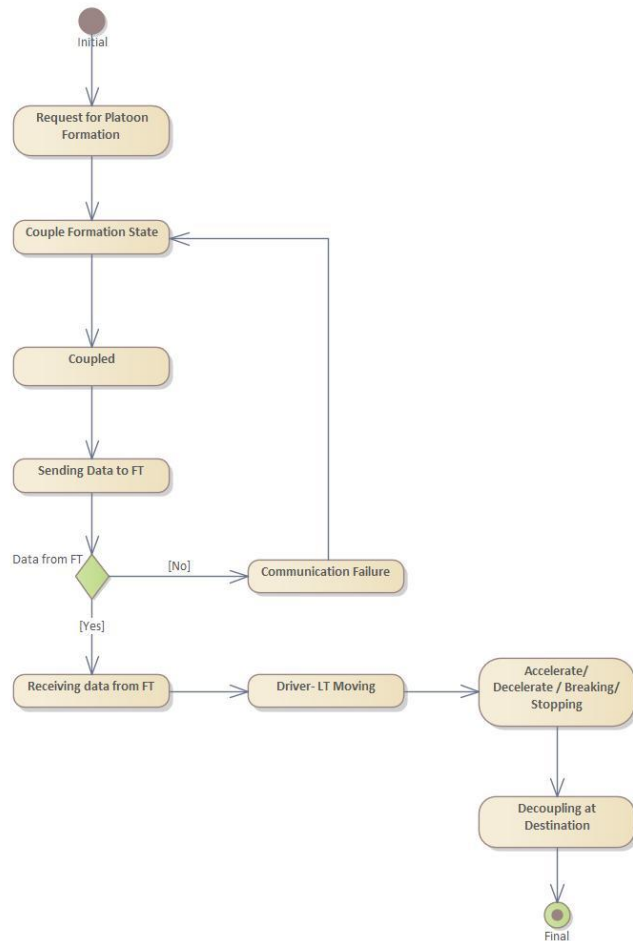 Initial
Request for Platoon
Formation
Couple Formation State
Coupled
Sending Data to FT
Data from FT
[No]
Communication Failure
[Yes]
Receiving data from FT
Driver- LT Moving
Accelerate/
Decelerate / Breaking/
Stopping
Decoupling at
Destination
Final